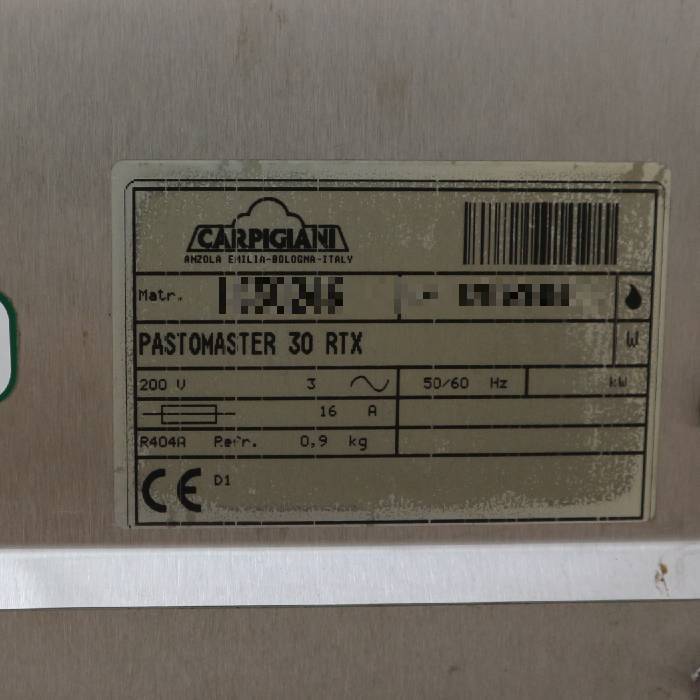 CARPIGIANI
ANZOLA EMILIA-BOLOGNA-ITALY
Matr.
PASTOMASTER 30 RTX
W
200 V 3 50/60 Hz kW
16 A
R404A Refr. 0,9 kg
CE D1